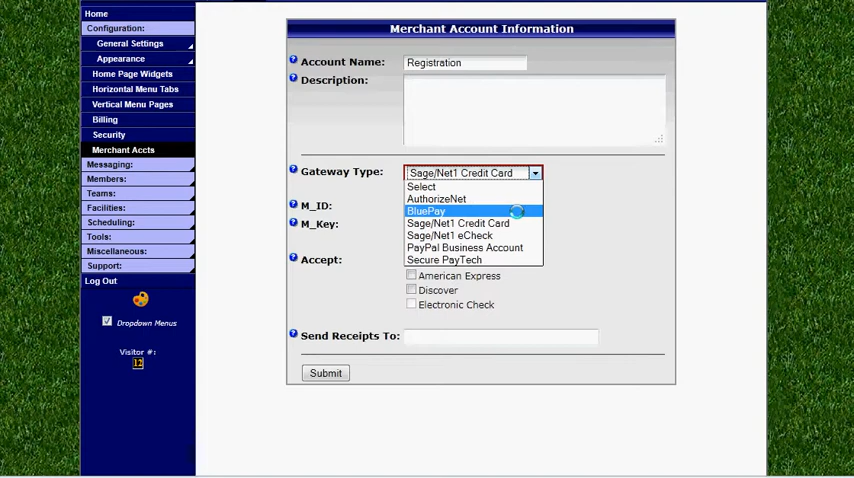 Home
Configuration:
General Settings
Appearance
Home Page Widgets
Horizontal Menu Tabs
Vertical Menu Pages
Billing
Security
Merchant Accts
Messaging:
Members:
Teams:
Facilities:
Scheduling:
Tools:
Miscellaneous:
Support:
Log Out
Dropdown Menus
Visitor #:
12
Merchant Account Information
Account Name: Registration
Description:
Gateway Type: Sage/Net1 Credit Card
Select
AuthorizeNet
BluePay
Sage/Net1 Credit Card
Sage/Net1 eCheck
PayPal Business Account
Secure PayTech
M_ID:
M_Key:
Accept:
American Express
Discover
Electronic Check
Send Receipts To:
Submit